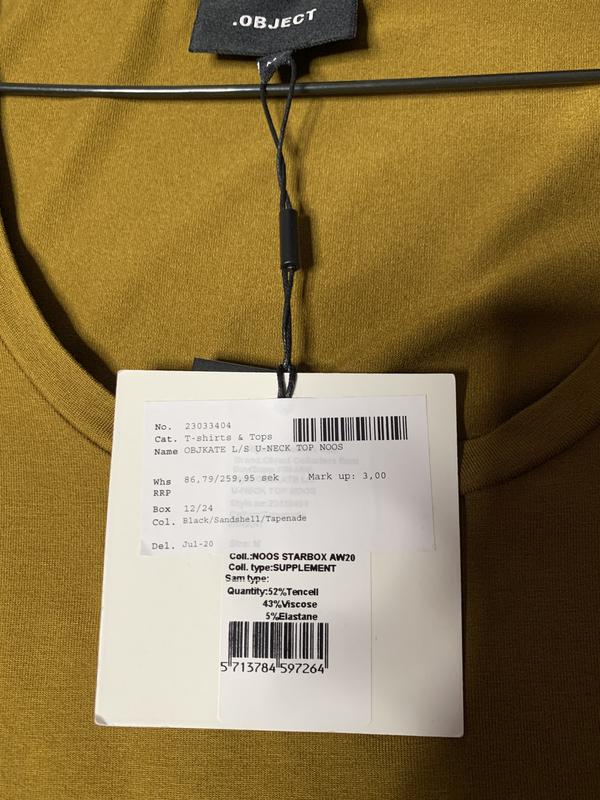 .OBJECT
No. 23033404
Cat. T-shirts & Tops
Name OBJKATE L/S U-NECK TOP NOOS
Whs 86,79/259,95 sek Mark up: 3,00
RRP
Box 12/24
Col. Black/Sandshell/Tapenade
Del. Jul-20
Coll.:NOOS STARBOX AW20
Coll. type:SUPPLEMENT
Sam type:
Quantity:52%Tencell
43%Viscose
5%Elastane
5 713784 597264